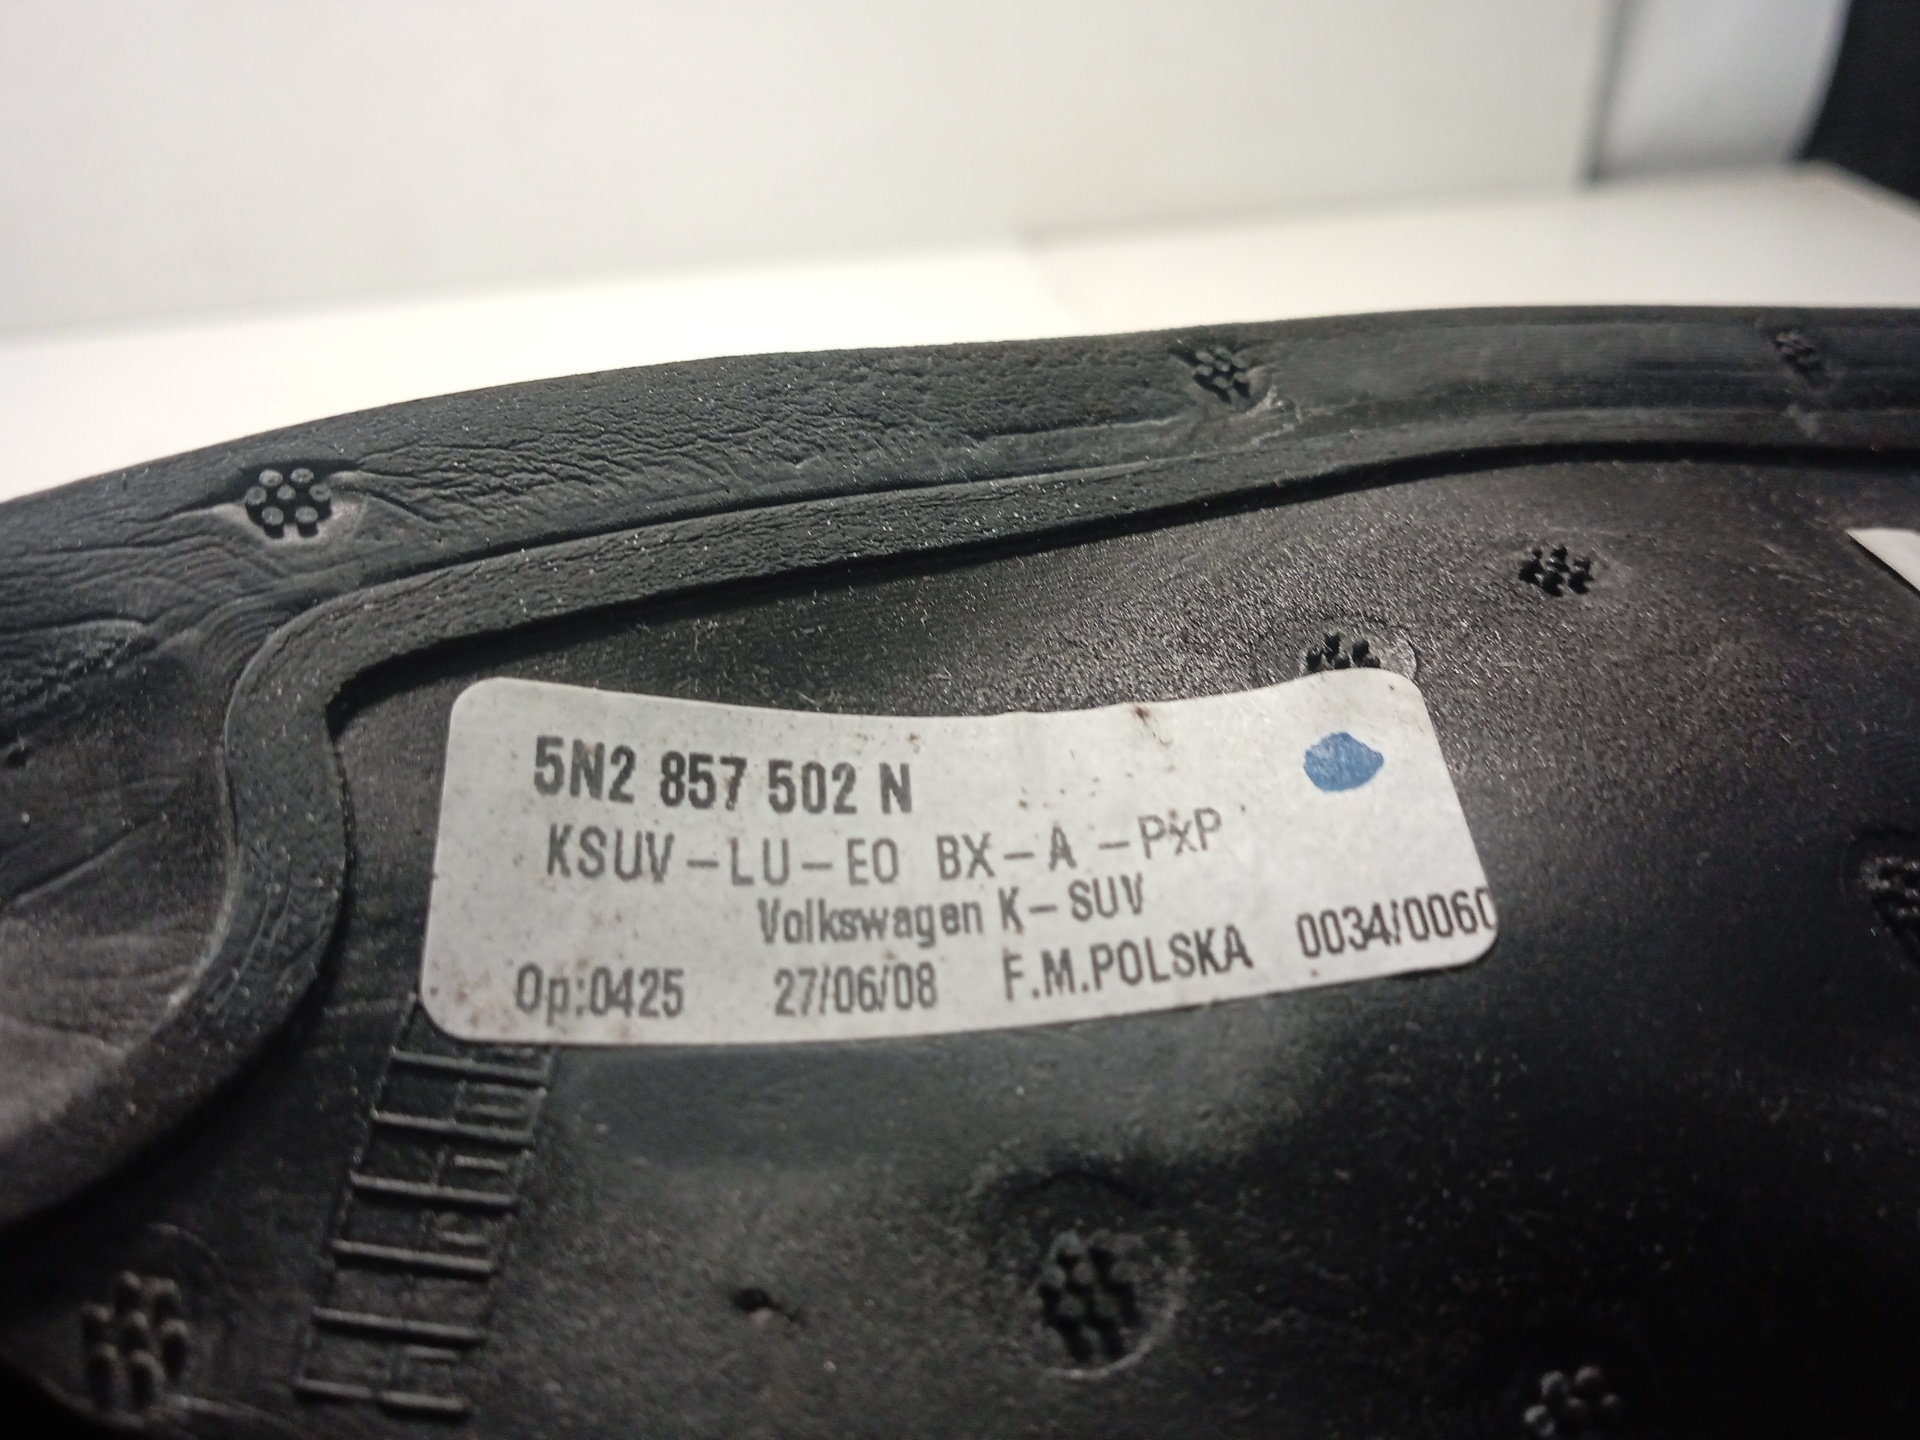 5N2 857 502 N
KSUV-LU-EO BX-A -PxP
Volkswagen K-SUV
Op:0425 27/06/08 F.M.POLSKA 0034/0060